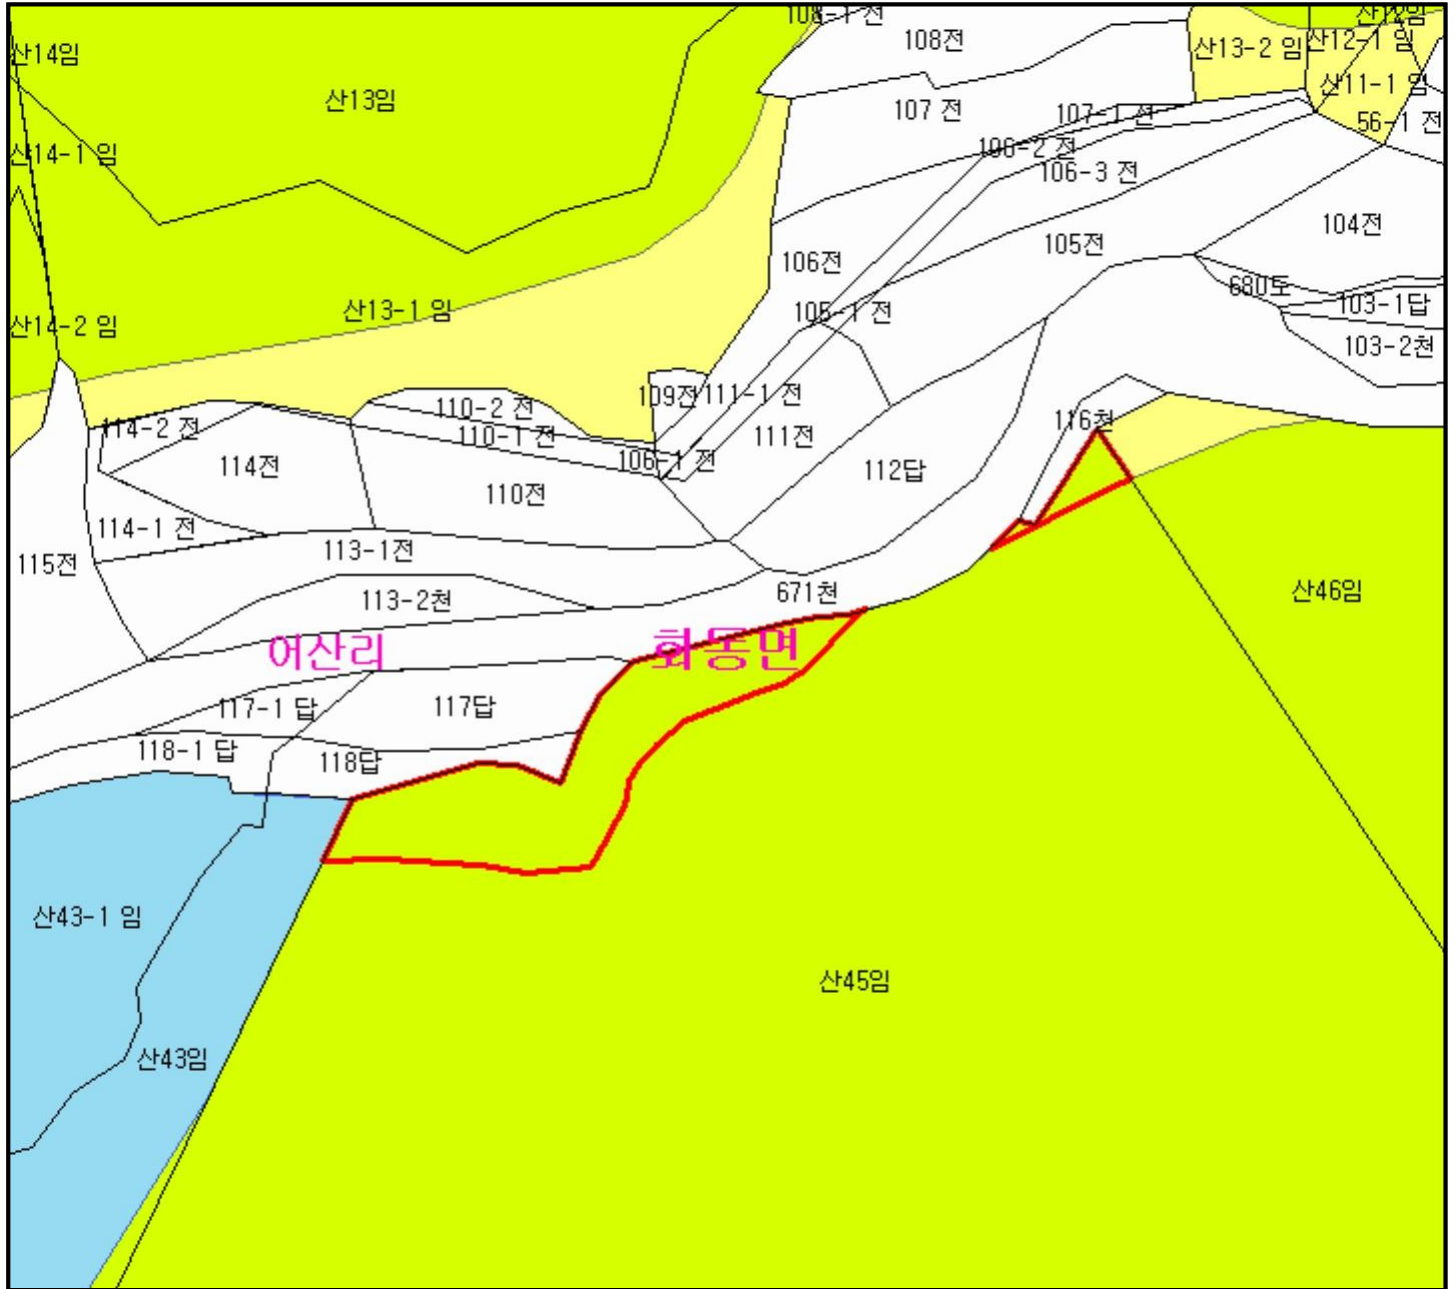 108-1 전
산12임
108전
산13-2 임
산12-1 임
산14임
산11-1 임
산13임
107 전
107-1 전
56-1 전
산14-1 임
106-2 전
106-3 전
104전
105전
106전
680도
산13-1 임
105-1 전
103-1답
산14-2 임
103-2천
109전
111-1 전
110-2 전
116천
114-2 전
110-1 전
111전
106-1 전
114전
112답
110전
114-1 전
113-1전
115전
671천
산46임
113-2천
어산리
화동면
117-1 답
117답
118-1 답
118답
산43-1 임
산45임
산43임